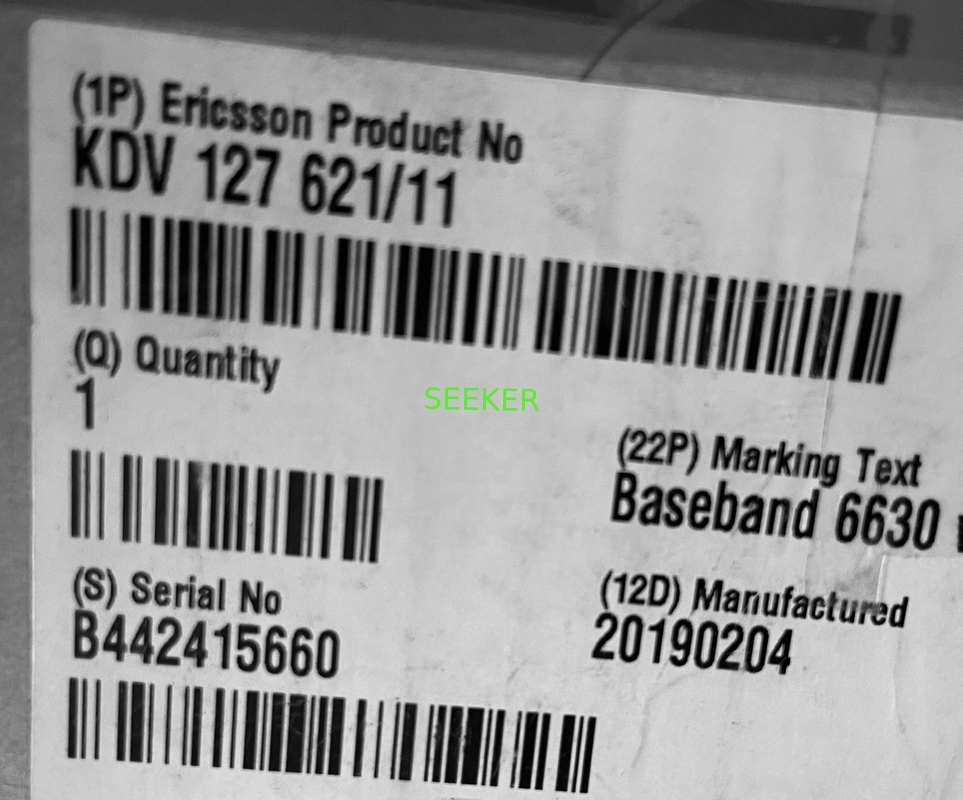 (1P) Ericsson Product No
KDV 127 621/11
(Q) Quantity
1
SEEKER
(22P) Marking Text
Baseband 6630
(S) Serial No
B442415660
(12D) Manufactured
20190204